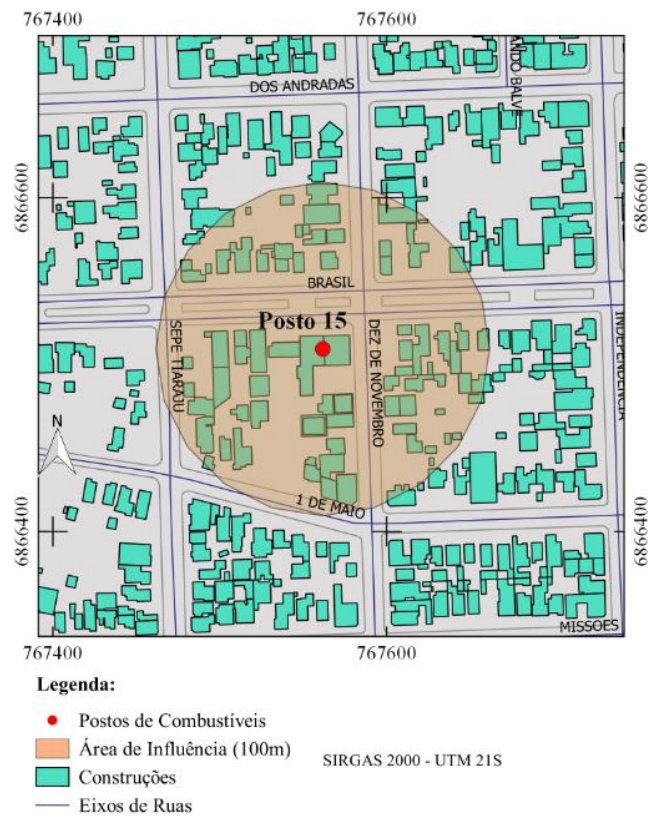 767400
767600
DOS ANDRADAS
ANDO BALVE
6866600
6866600
BRASIL
Posto 15
SEPE TIARAJU
DEZ DE NOVEMBRO
INDEPENDENCIA
N
1 DE MAIO
6866400
6866400
MISSOES
767400
767600
Legenda:
Postos de Combustíveis
Área de Influência (100m)
SIRGAS 2000 - UTM 21S
Construções
Eixos de Ruas